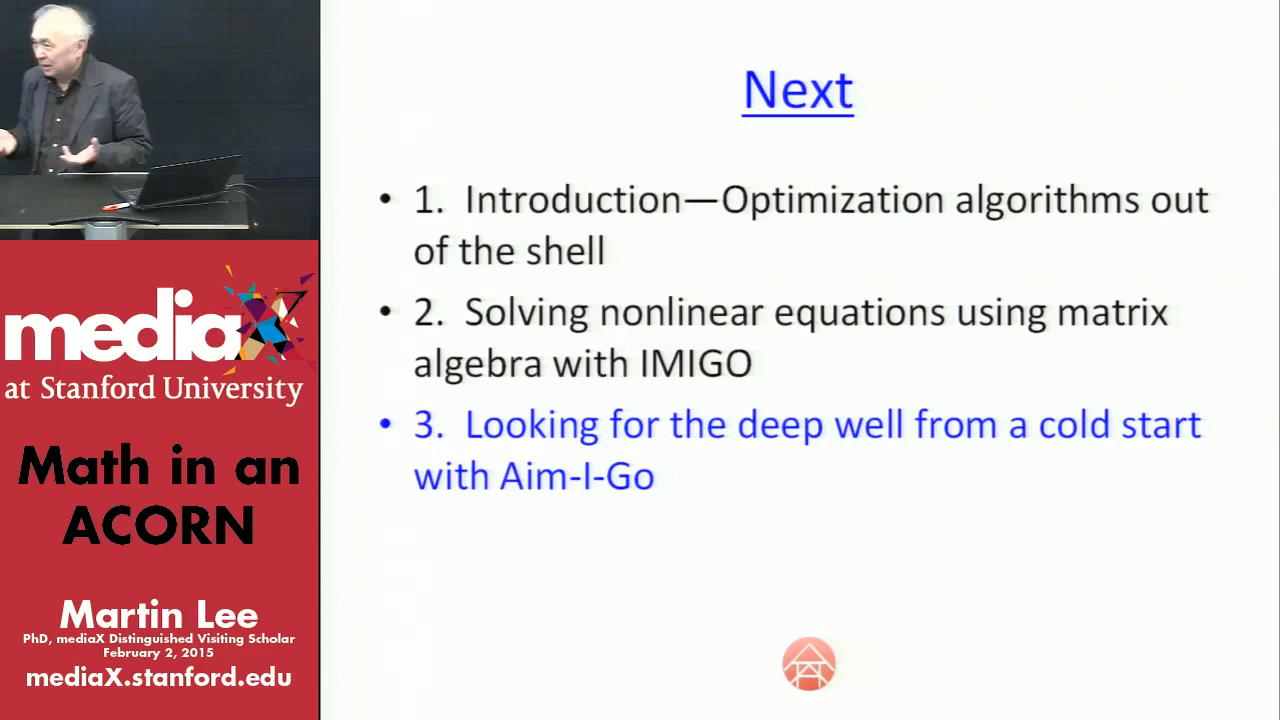 mediaX
at Stanford University
Math in an
ACORN
Martin Lee
PhD, mediaX Distinguished Visiting Scholar
February 2, 2015
mediaX.stanford.edu
Next
• 1. Introduction—Optimization algorithms out
of the shell
• 2. Solving nonlinear equations using matrix
algebra with IMIGO
• 3. Looking for the deep well from a cold start
with Aim-I-Go